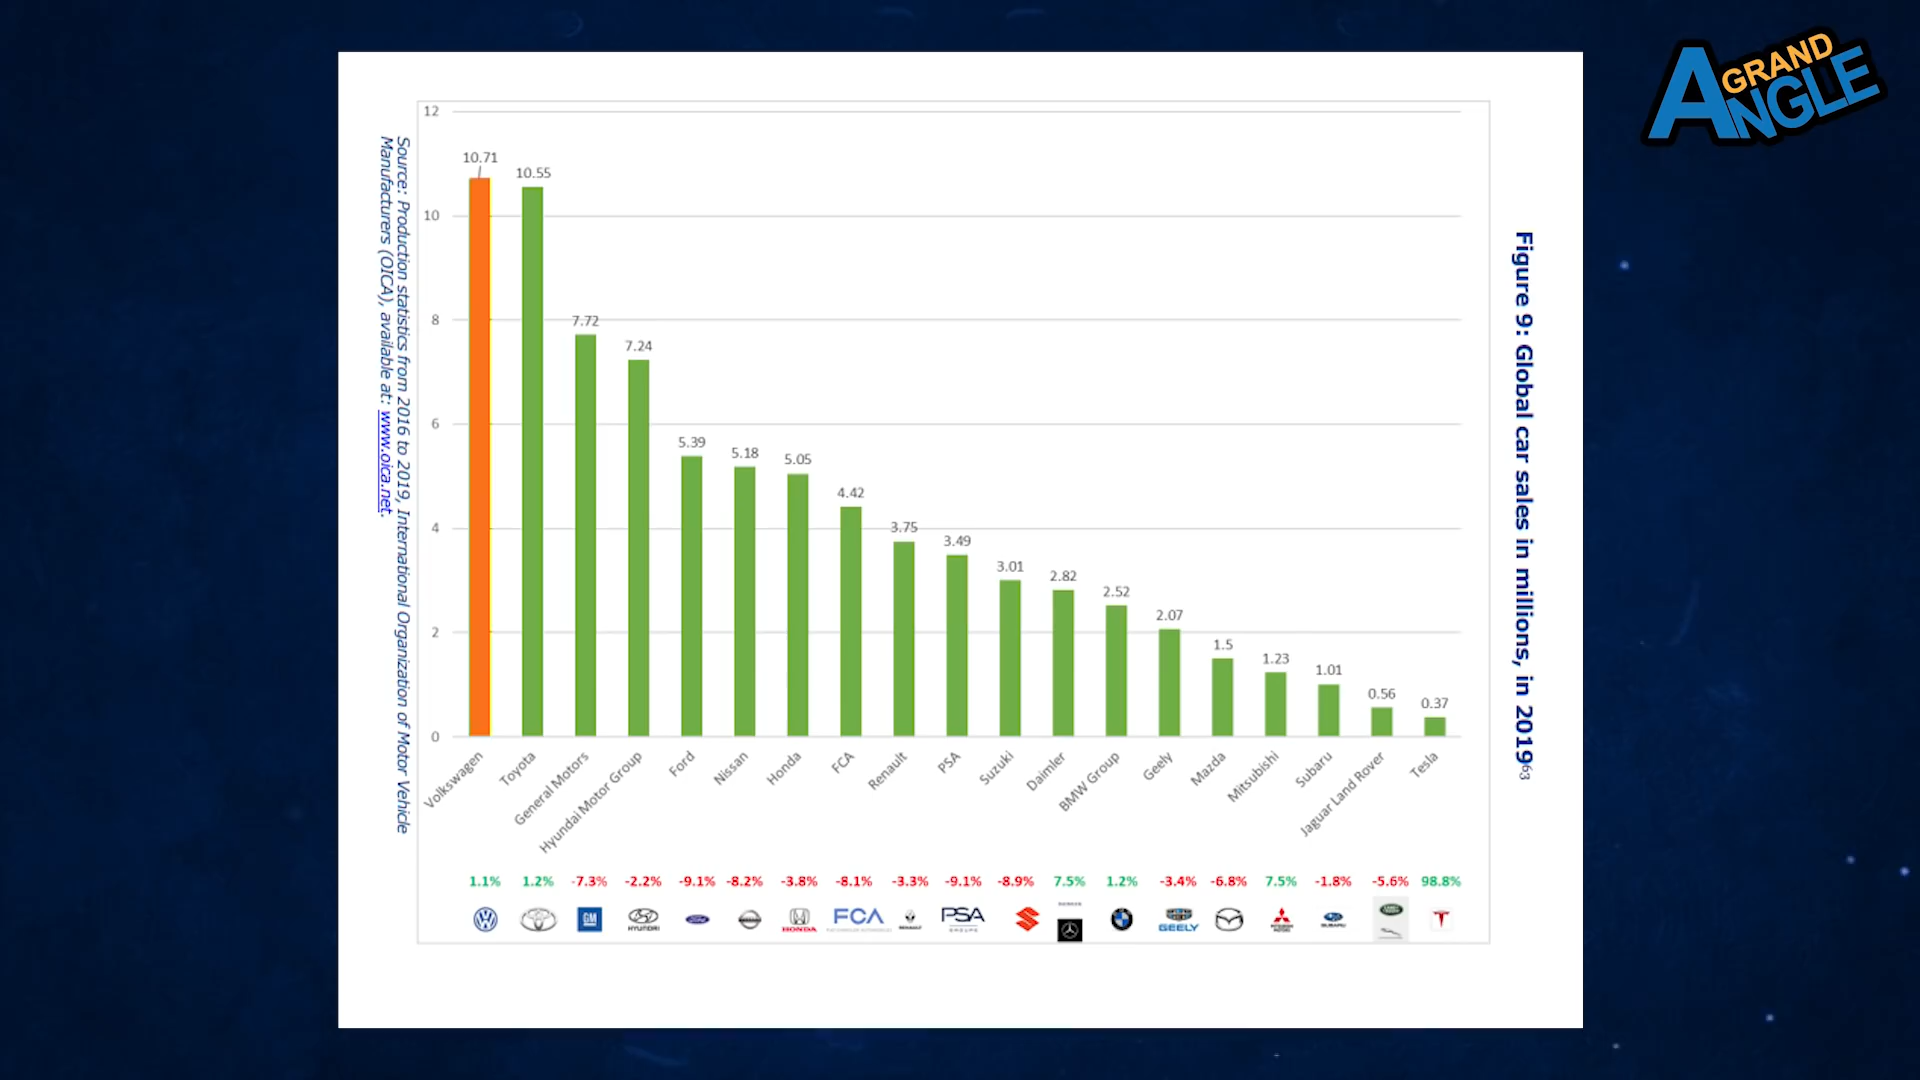 GRAND
ANGLE
Figure 9: Global car sales in millions, in 2019⁶³
12
10
8
6
4
2
0
10.71
10.55
7.72
7.24
5.39
5.18
5.05
4.42
3.75
3.49
3.01
2.82
2.52
2.07
1.5
1.23
1.01
0.56
0.37
Volkswagen
Toyota
General Motors
Hyundai Motor Group
Ford
Nissan
Honda
FCA
Renault
PSA
Suzuki
Daimler
BMW Group
Geely
Mazda
Mitsubishi
Subaru
Jaguar Land Rover
Tesla
1.1% 1.2% -7.3% -2.2% -9.1% -8.2% -3.8% -8.1% -3.3% -9.1% -8.9% 7.5% 1.2% -3.4% -6.8% 7.5% -1.8% -5.6% 98.8%
GM HYUNDAI HONDA FCA RENAULT PSA GROUPE GEELY SUBARU
Source: Production statistics from 2016 to 2019, International Organization of Motor Vehicle
Manufacturers (OICA), available at: www.oica.net.